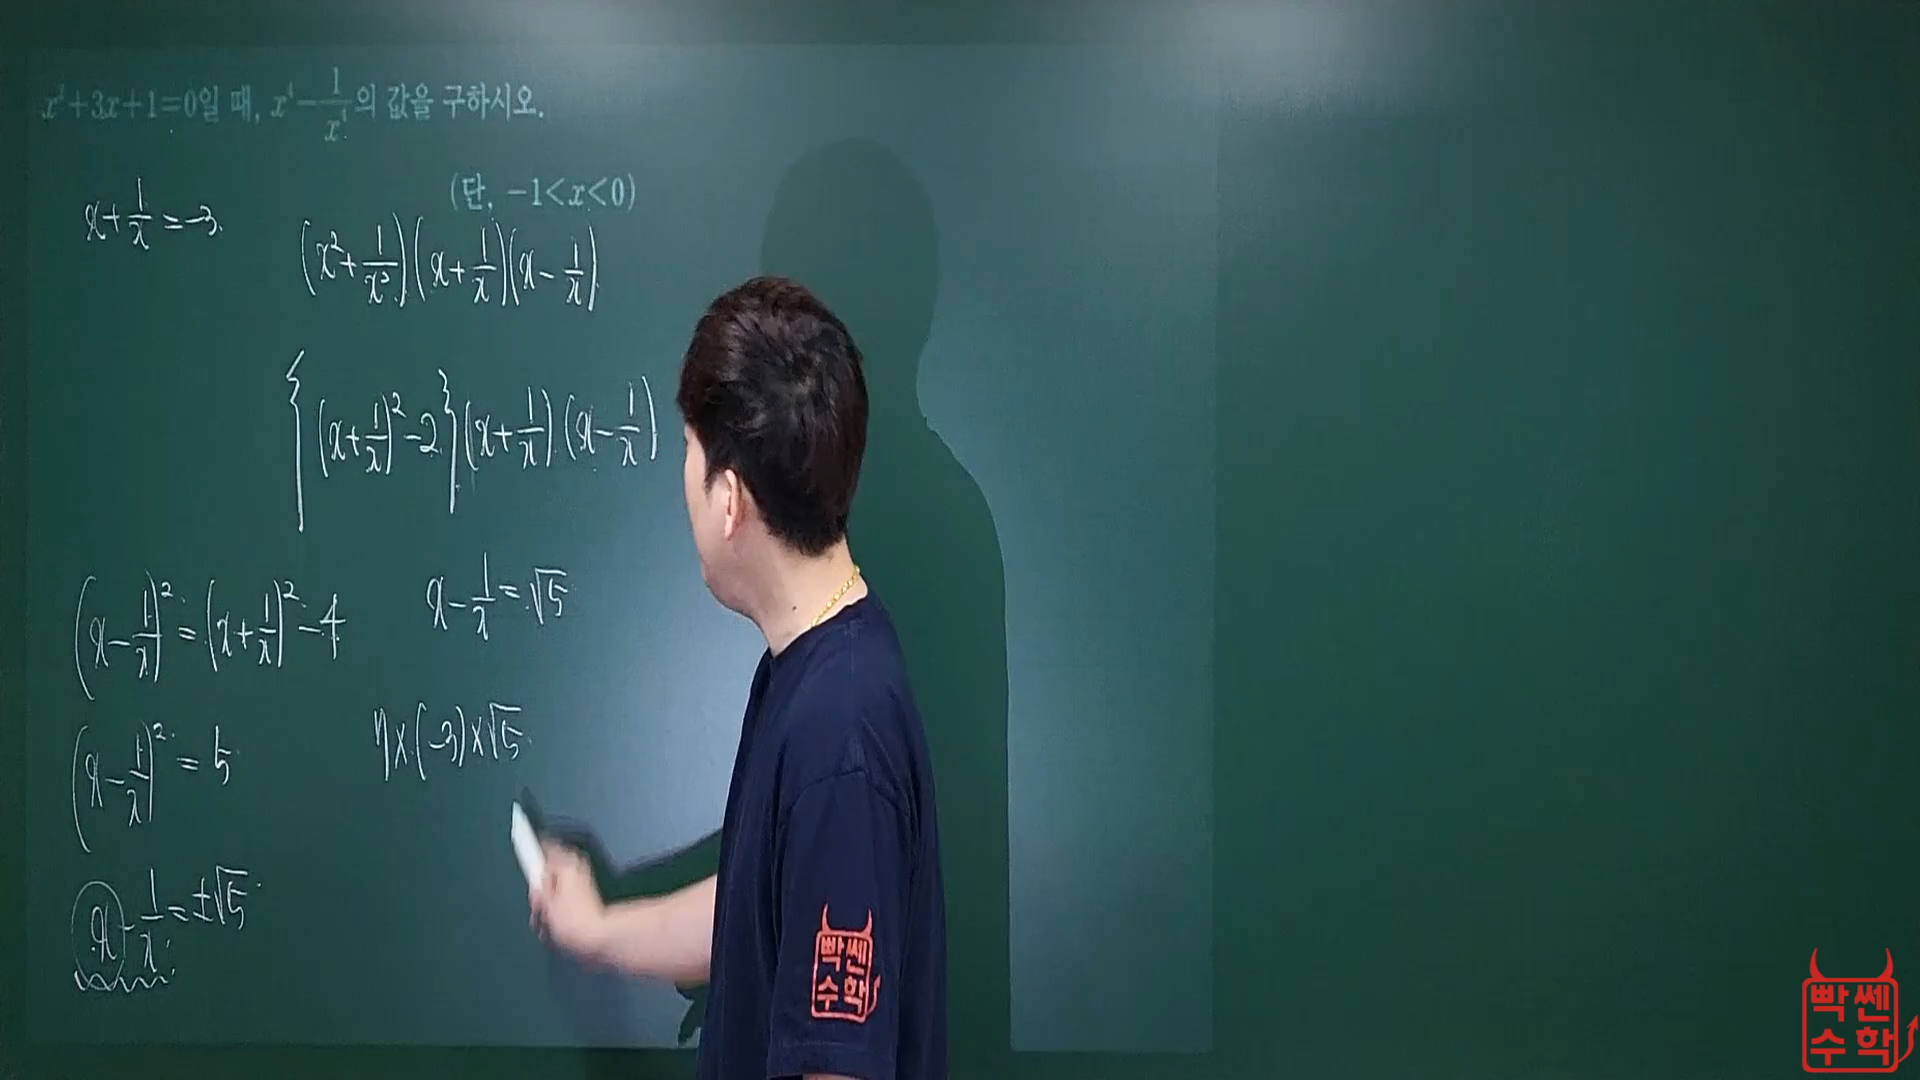 x²+3x+1=0일 때, x⁴-1/x⁴의 값을 구하시오.
(단, -1<x<0)
x+1/x=-3
(x²+1/x²)(x+1/x)(x-1/x)
{(x+1/x)²-2}(x+1/x)(x-1/x)
(x-1/x)²=(x+1/x)²-4
x-1/x=√5
(x-1/x)²=5
7×(-3)×√5
x-1/x=±√5
빡쎈
수학
빡쎈
수학